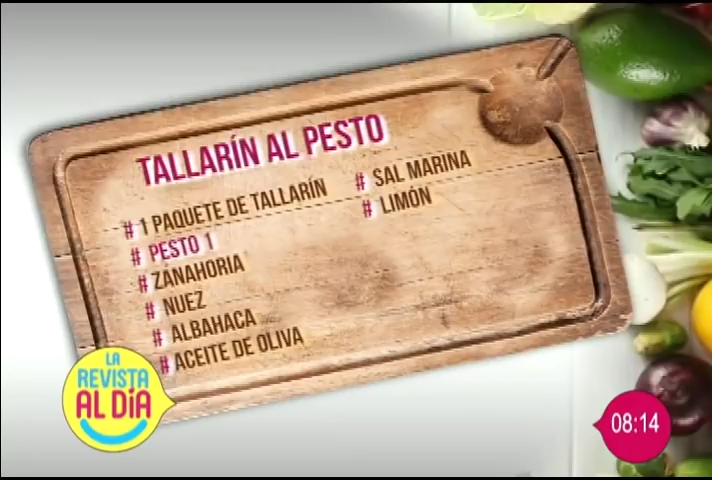 TALLARÍN AL PESTO
# 1 PAQUETE DE TALLARÍN
# PESTO 1
# ZANAHORIA
# NUEZ
# ALBAHACA
# ACEITE DE OLIVA
# SAL MARINA
# LIMÓN
LA
REVISTA
AL DÍA
08:14